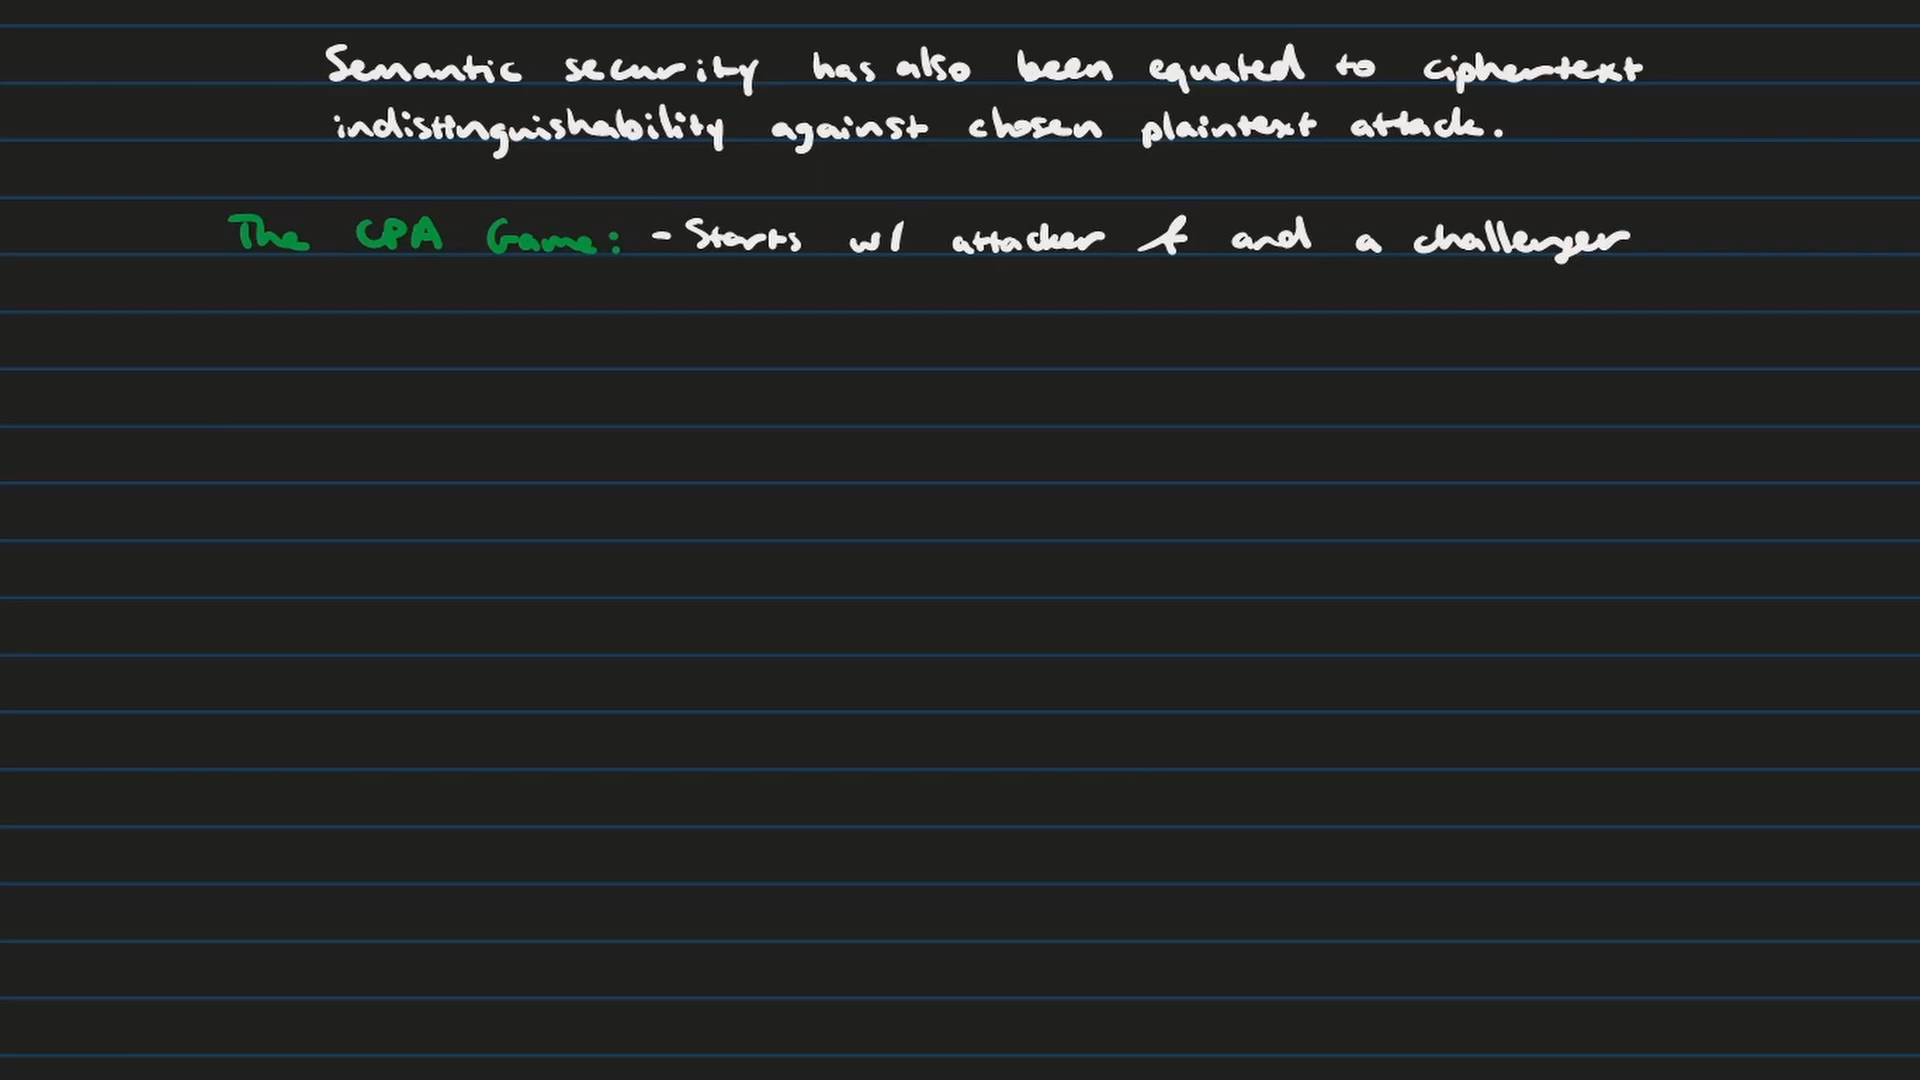 Semantic security has also been equated to ciphertext
indistinguishability against chosen plaintext attack.
The CPA Game: - Starts w/ attacker A and a challenger